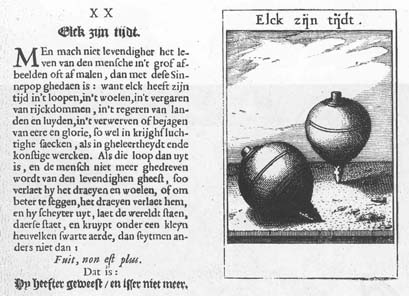 X X
Elck zijn tijdt.
MEn mach niet levendigher het le-
ven van den mensche in't grof af-
beelden oft af malen, dan met dese Sin-
nepop ghedaen is: want elck heeft zijn
tijd in't loopen, in't woelen, in't vergaren
van rijckdommen, in't regeren van lan-
den en luyden, in't verwerven of bejagen
van eere en glorie, so wel in krijghs luch-
tighe saecken, als in gheleertheydt ende
konstige wercken. Als die loop dan uyt
is, en de mensch niet meer ghedreven
wordt van den levendighen gheest, soo
verlaet hy het draeyen en woelen, of om
beter te seggen, het draeyen verlaet hem,
en hy scheyter uyt, laet de wereldt staen,
daerse staet, en kruypt onder een kleyn
heuvelken swarte aerde, dan seytmen an-
ders niet dan:
Fuit, non est plus.
Dat is:
Hy heefter geweest / en isser niet meer.
Elck zijn tijdt.